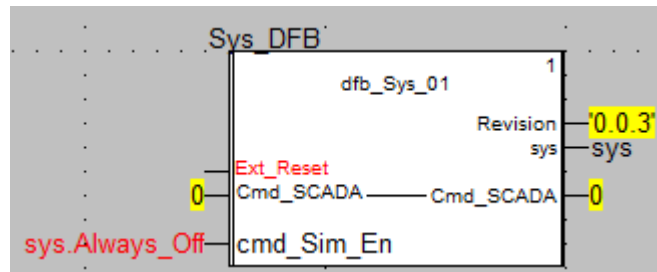 Sys_DFB
1
dfb_Sys_01
Revision '0.0.3'
sys sys
Ext_Reset
0 Cmd_SCADA Cmd_SCADA 0
sys.Always_Off cmd_Sim_En